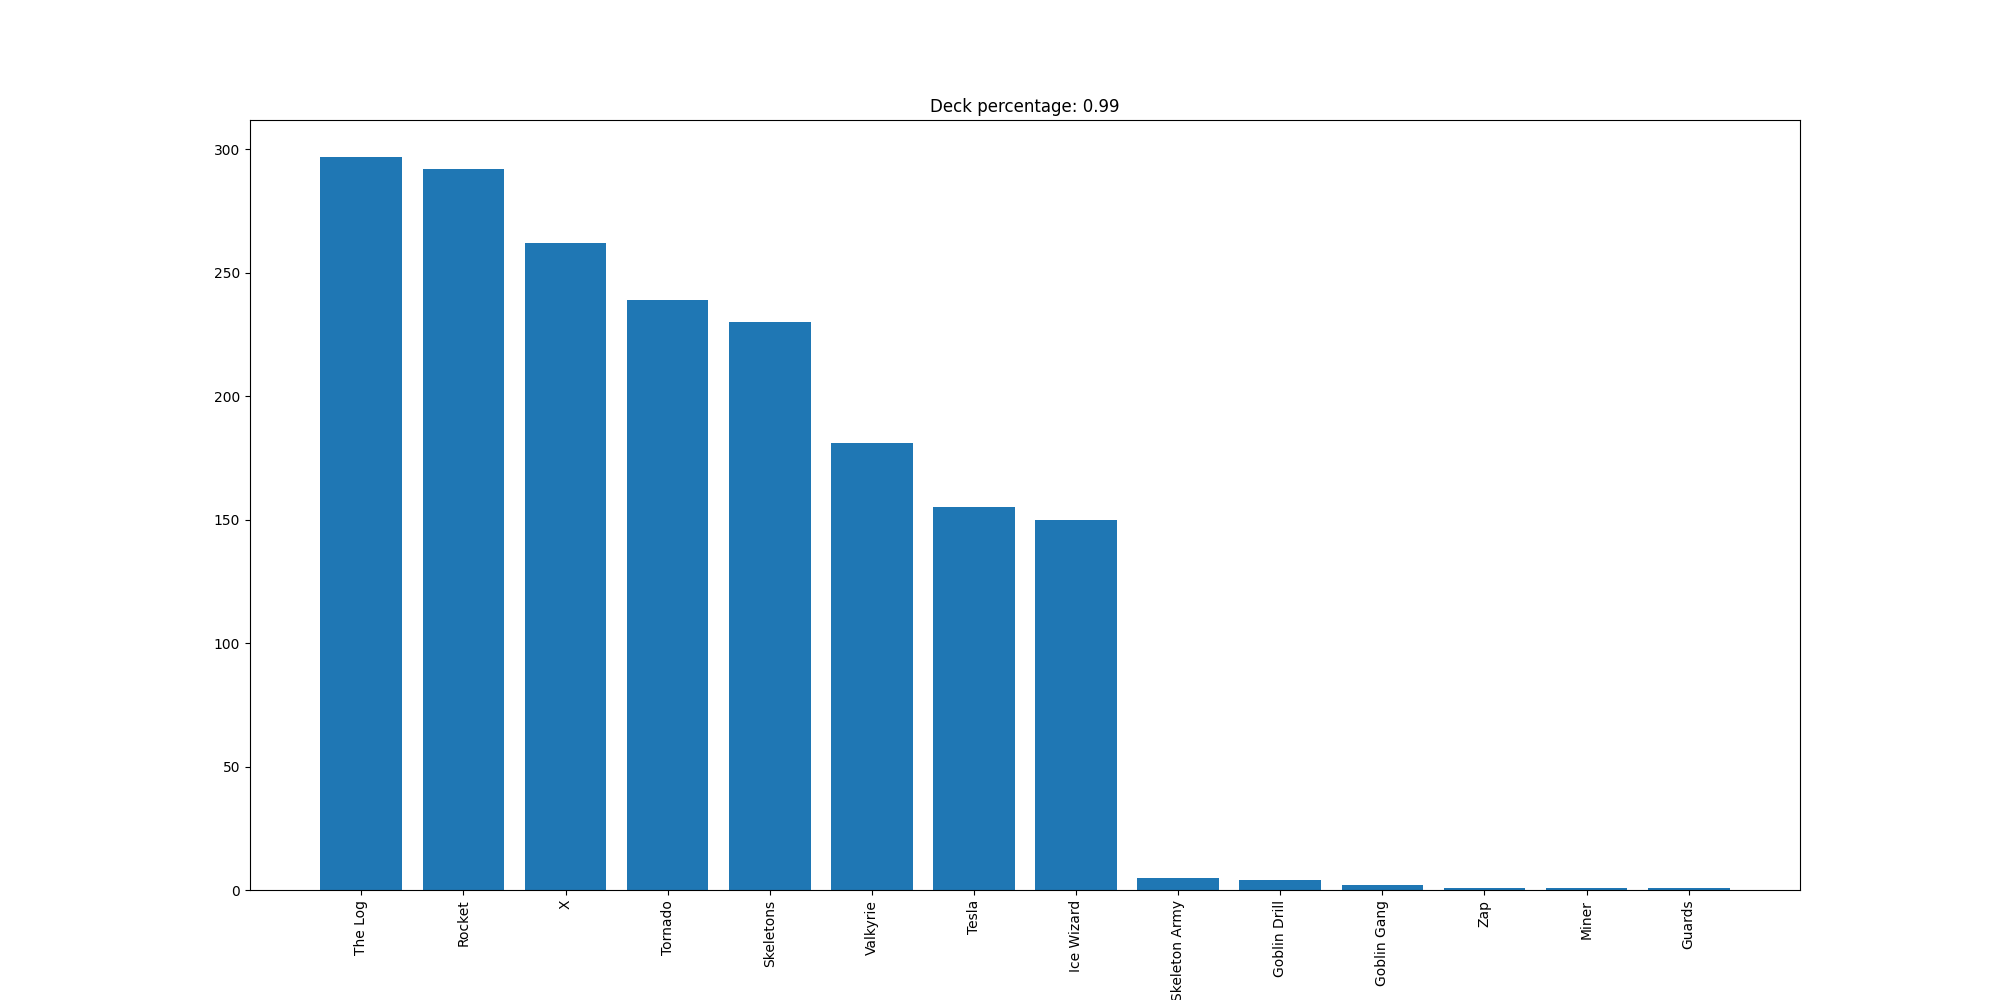 Deck percentage: 0.99
300
250
200
150
100
50
0
The Log
Rocket
X
Tornado
Skeletons
Valkyrie
Tesla
Ice Wizard
Skeleton Army
Goblin Drill
Goblin Gang
Zap
Miner
Guards